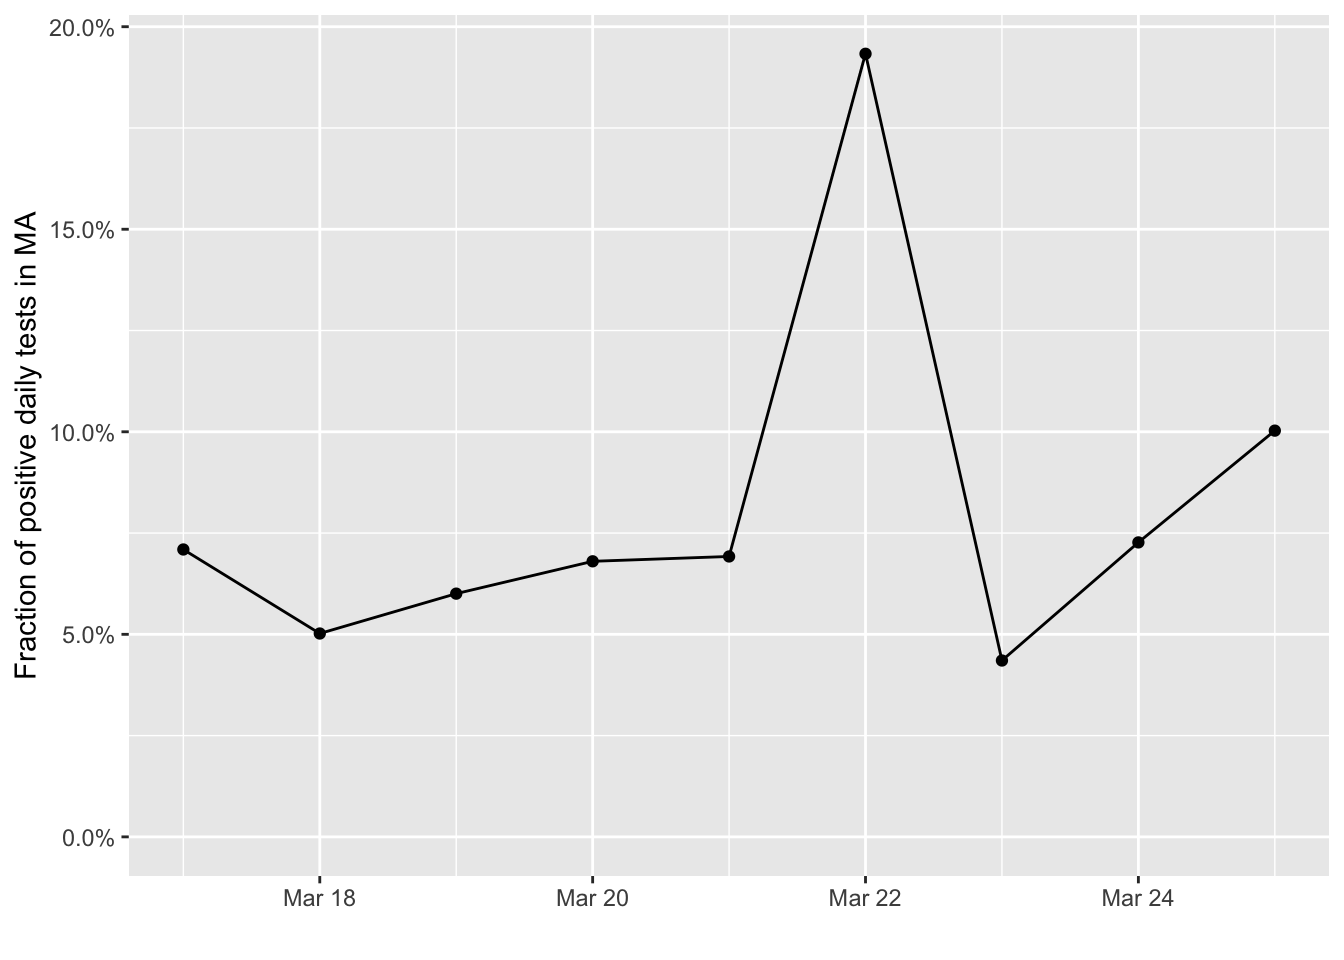 Fraction of positive daily tests in MA
20.0%
15.0%
10.0%
5.0%
0.0%
Mar 18
Mar 20
Mar 22
Mar 24